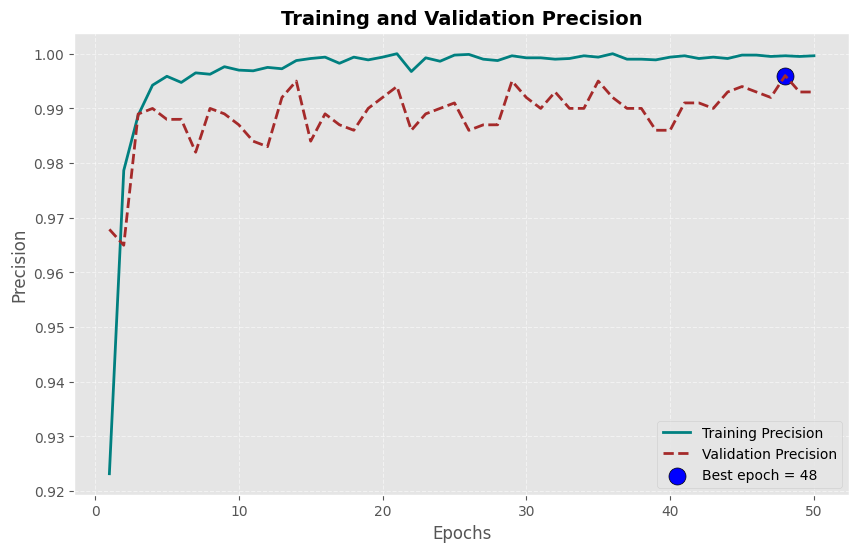 Training and Validation Precision
1.00
0.99
0.98
0.97
0.96
0.95
0.94
0.93
0.92
Precision
Training Precision
Validation Precision
Best epoch = 48
0
10
20
30
40
50
Epochs